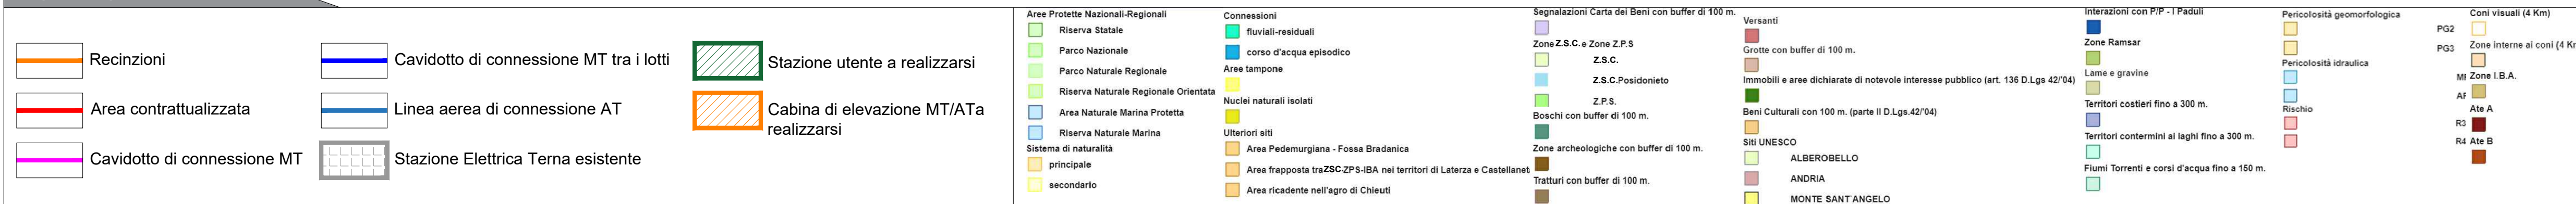 Recinzioni
Area contrattualizzata
Cavidotto di connessione MT
Cavidotto di connessione MT tra i lotti
Linea aerea di connessione AT
Stazione Elettrica Terna esistente
Stazione utente a realizzarsi
Cabina di elevazione MT/ATa
realizzarsi
Aree Protette Nazionali-Regionali
Riserva Statale
Parco Nazionale
Parco Naturale Regionale
Riserva Naturale Regionale Orientata
Area Naturale Marina Protetta
Riserva Naturale Marina
Sistema di naturalità
principale
secondario
Connessioni
fluviali-residuali
corso d'acqua episodico
Aree tampone
Nuclei naturali isolati
Ulteriori siti
Area Pedemurgiana - Fossa Bradanica
Area frapposta tra ZSC-ZPS-IBA nei territori di Laterza e Castellanet
Area ricadente nell'agro di Chieuti
Segnalazioni Carta dei Beni con buffer di 100 m.
Zone Z.S.C. e Zone Z.P.S
Z.S.C.
Z.S.C. Posidonieto
Z.P.S.
Boschi con buffer di 100 m.
Zone archeologiche con buffer di 100 m.
Tratturi con buffer di 100 m.
Versanti
Grotte con buffer di 100 m.
Immobili e aree dichiarate di notevole interesse pubblico (art. 136 D.Lgs 42/'04)
Beni Culturali con 100 m. (parte II D.Lgs.42/'04)
Siti UNESCO
ALBEROBELLO
ANDRIA
MONTE SANT'ANGELO
Interazioni con P/P - I Paduli
Zone Ramsar
Lame e gravine
Territori costieri fino a 300 m.
Territori contermini ai laghi fino a 300 m.
Fiumi Torrenti e corsi d'acqua fino a 150 m.
Pericolosità geomorfologica
PG2
PG3
Pericolosità idraulica
Rischio
R3
R4
Coni visuali (4 Km)
Zone interne ai coni (4 Kr
Zone I.B.A.
Ate A
Ate B